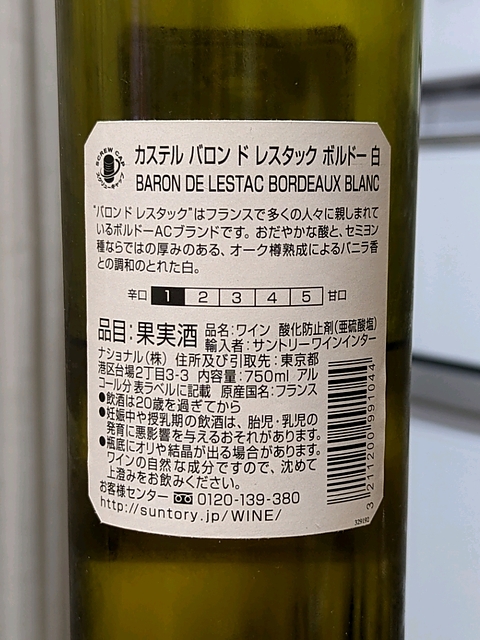 SCREW CAP
スクリューキャップ
カステル バロン ド レスタック ボルドー 白
BARON DE LESTAC BORDEAUX BLANC
"バロン ド レスタック"はフランスで多くの人々に親しまれて
いるボルドーACブランドです。おだやかな酸と、セミヨン
種ならではの厚みのある、オーク樽熟成によるバニラ香
との調和のとれた白。
辛口 1 2 3 4 5 甘口
品目:果実酒 品名:ワイン 酸化防止剤(亜硫酸塩)
輸入者:サントリーワインインター
ナショナル(株) 住所及び引取先:東京都
港区台場2丁目3-3 内容量:750ml アル
コール分 表ラベルに記載 原産国名:フランス
●飲酒は20歳を過ぎてから
●妊娠中や授乳期の飲酒は、胎児・乳児の
発育に悪影響を与えるおそれがあります。
●瓶底にオリや結晶が出る場合があります。
ワインの自然な成分ですので、沈めて
上澄みをお飲みください。
お客様センター 0120-139-380
http://suntory.jp/WINE/
3 211200 991044
329192